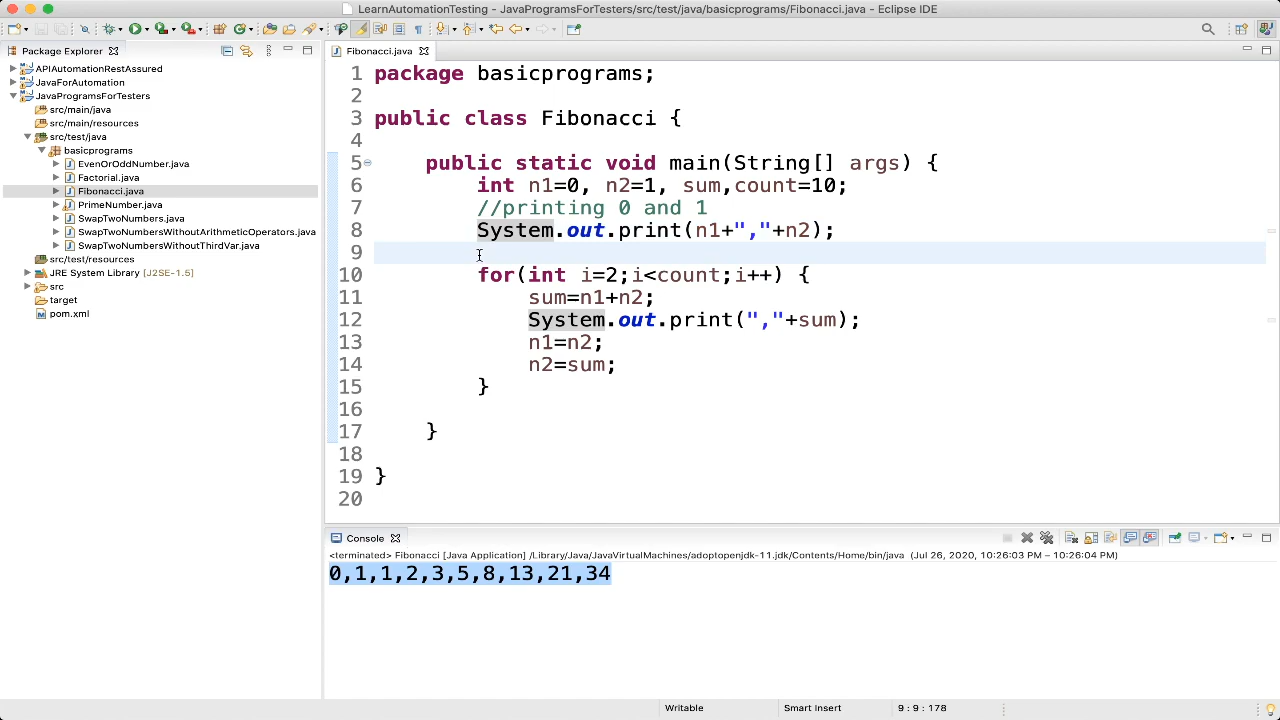 LearnAutomationTesting - JavaProgramsForTesters/src/test/java/basicprograms/Fibonacci.java - Eclipse IDE
Package Explorer
APIAutomationRestAssured
JavaForAutomation
JavaProgramsForTesters
src/main/java
src/main/resources
src/test/java
basicprograms
EvenOrOddNumber.java
Factorial.java
Fibonacci.java
PrimeNumber.java
SwapTwoNumbers.java
SwapTwoNumbersWithoutArithmeticOperators.java
SwapTwoNumbersWithoutThirdVar.java
src/test/resources
JRE System Library [J2SE-1.5]
src
target
pom.xml
Fibonacci.java
1 package basicprograms;
2
3 public class Fibonacci {
4
5 public static void main(String[] args) {
6 int n1=0, n2=1, sum,count=10;
7 //printing 0 and 1
8 System.out.print(n1+","+n2);
9
10 for(int i=2;i<count;i++) {
11 sum=n1+n2;
12 System.out.print(","+sum);
13 n1=n2;
14 n2=sum;
15 }
16
17 }
18
19 }
20
Console
<terminated> Fibonacci [Java Application] /Library/Java/JavaVirtualMachines/adoptopenjdk-11.jdk/Contents/Home/bin/java (Jul 26, 2020, 10:26:03 PM – 10:26:04 PM)
0,1,1,2,3,5,8,13,21,34
Writable
Smart Insert
9 : 9 : 178